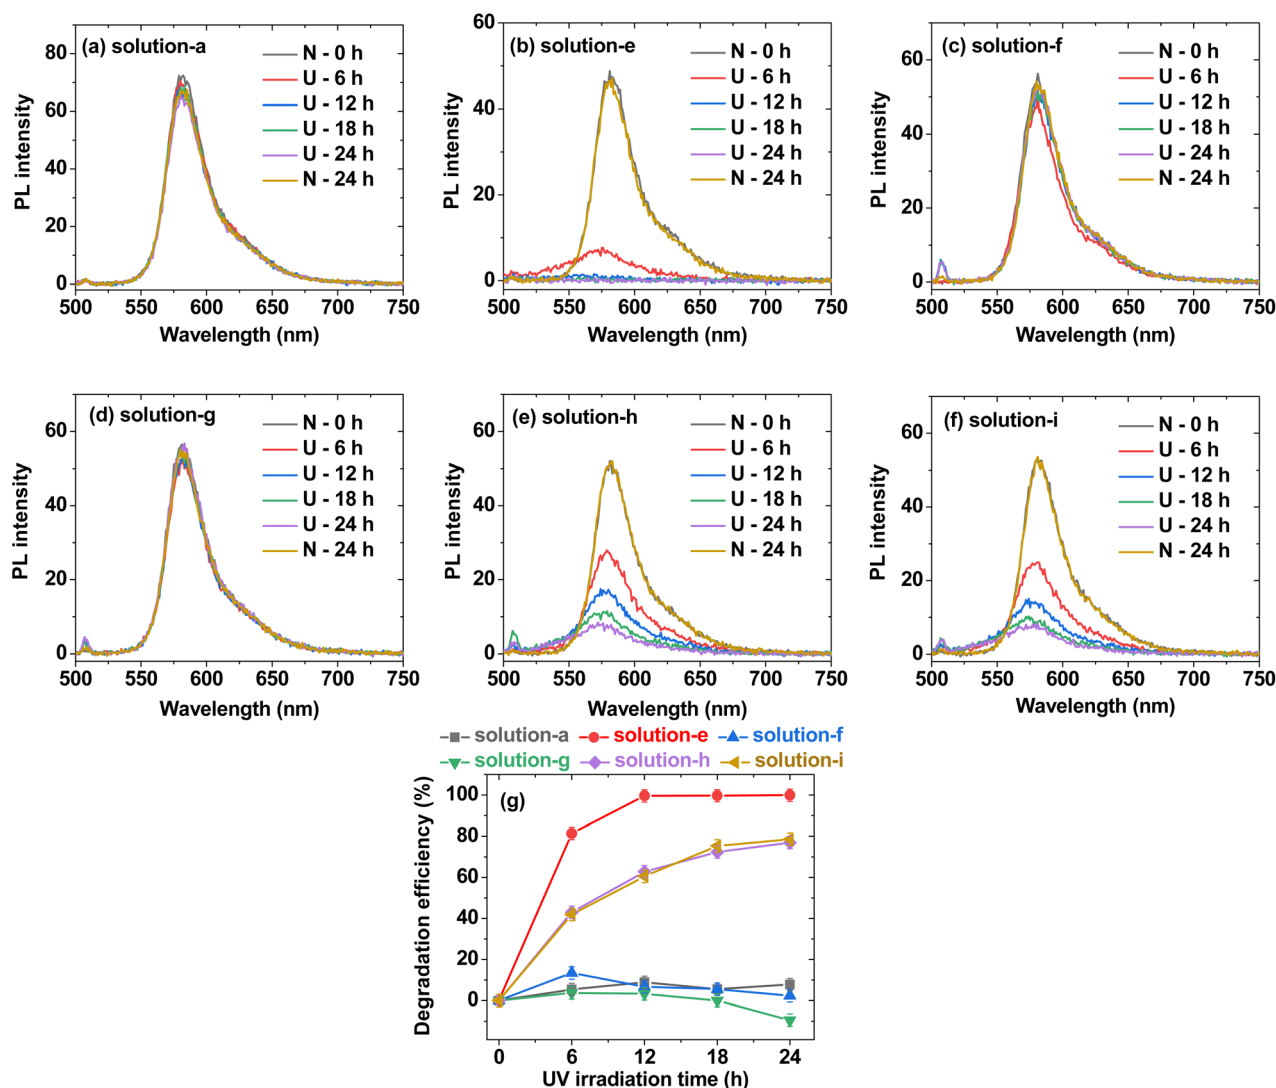 (a) solution-a
N - 0 h
U - 6 h
U - 12 h
U - 18 h
U - 24 h
N - 24 h
PL intensity
80
60
40
20
0
500 550 600 650 700 750
Wavelength (nm)
(b) solution-e
N - 0 h
U - 6 h
U - 12 h
U - 18 h
U - 24 h
N - 24 h
PL intensity
60
40
20
0
500 550 600 650 700 750
Wavelength (nm)
(c) solution-f
N - 0 h
U - 6 h
U - 12 h
U - 18 h
U - 24 h
N - 24 h
PL intensity
60
40
20
0
500 550 600 650 700 750
Wavelength (nm)
(d) solution-g
N - 0 h
U - 6 h
U - 12 h
U - 18 h
U - 24 h
N - 24 h
PL intensity
60
40
20
0
500 550 600 650 700 750
Wavelength (nm)
(e) solution-h
N - 0 h
U - 6 h
U - 12 h
U - 18 h
U - 24 h
N - 24 h
PL intensity
60
40
20
0
500 550 600 650 700 750
Wavelength (nm)
(f) solution-i
N - 0 h
U - 6 h
U - 12 h
U - 18 h
U - 24 h
N - 24 h
PL intensity
60
40
20
0
500 550 600 650 700 750
Wavelength (nm)
solution-a solution-e solution-f
solution-g solution-h solution-i
(g)
Degradation efficiency (%)
100
80
60
40
20
0
0 6 12 18 24
UV irradiation time (h)